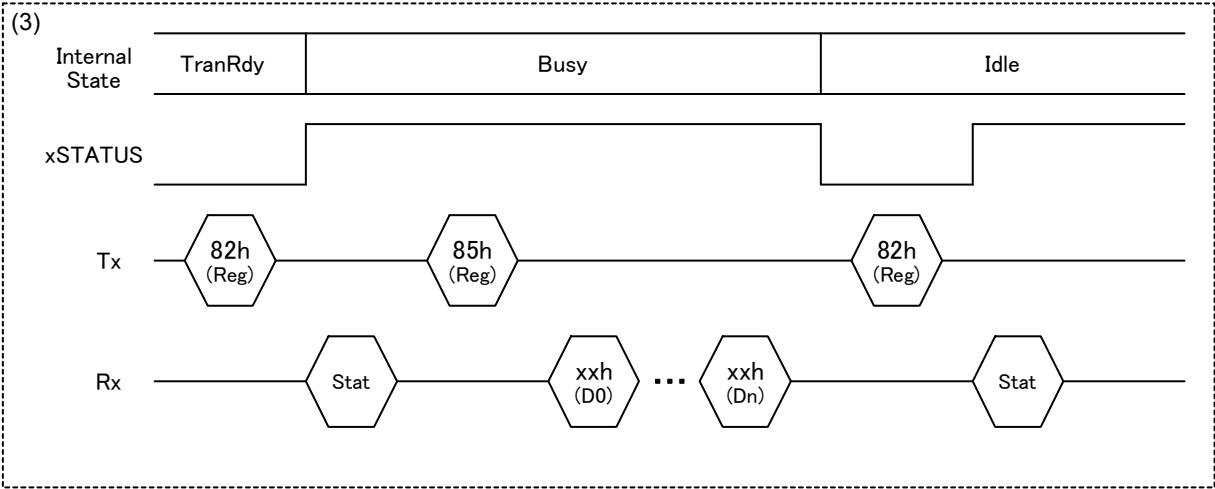 (3)
Internal
State
TranRdy
Busy
Idle
xSTATUS
Tx
82h
(Reg)
85h
(Reg)
82h
(Reg)
Rx
Stat
xxh
(D0)
•••
xxh
(Dn)
Stat